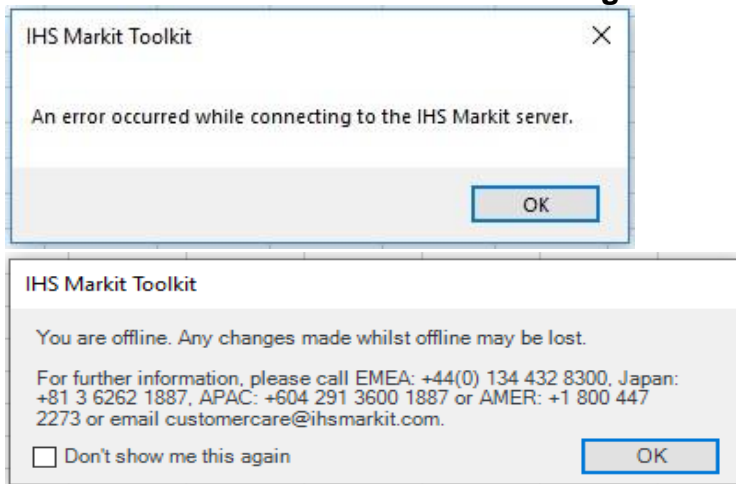 IHS Markit Toolkit
An error occurred while connecting to the IHS Markit server.
OK
IHS Markit Toolkit
You are offline. Any changes made whilst offline may be lost.
For further information, please call EMEA: +44(0) 134 432 8300, Japan:
+81 3 6262 1887, APAC: +604 291 3600 1887 or AMER: +1 800 447
2273 or email customercare@ihsmarkit.com.
Don't show me this again
OK